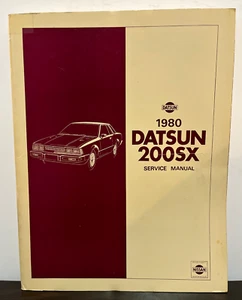 DATSUN
1980
DATSUN
200SX
SERVICE MANUAL
NISSAN